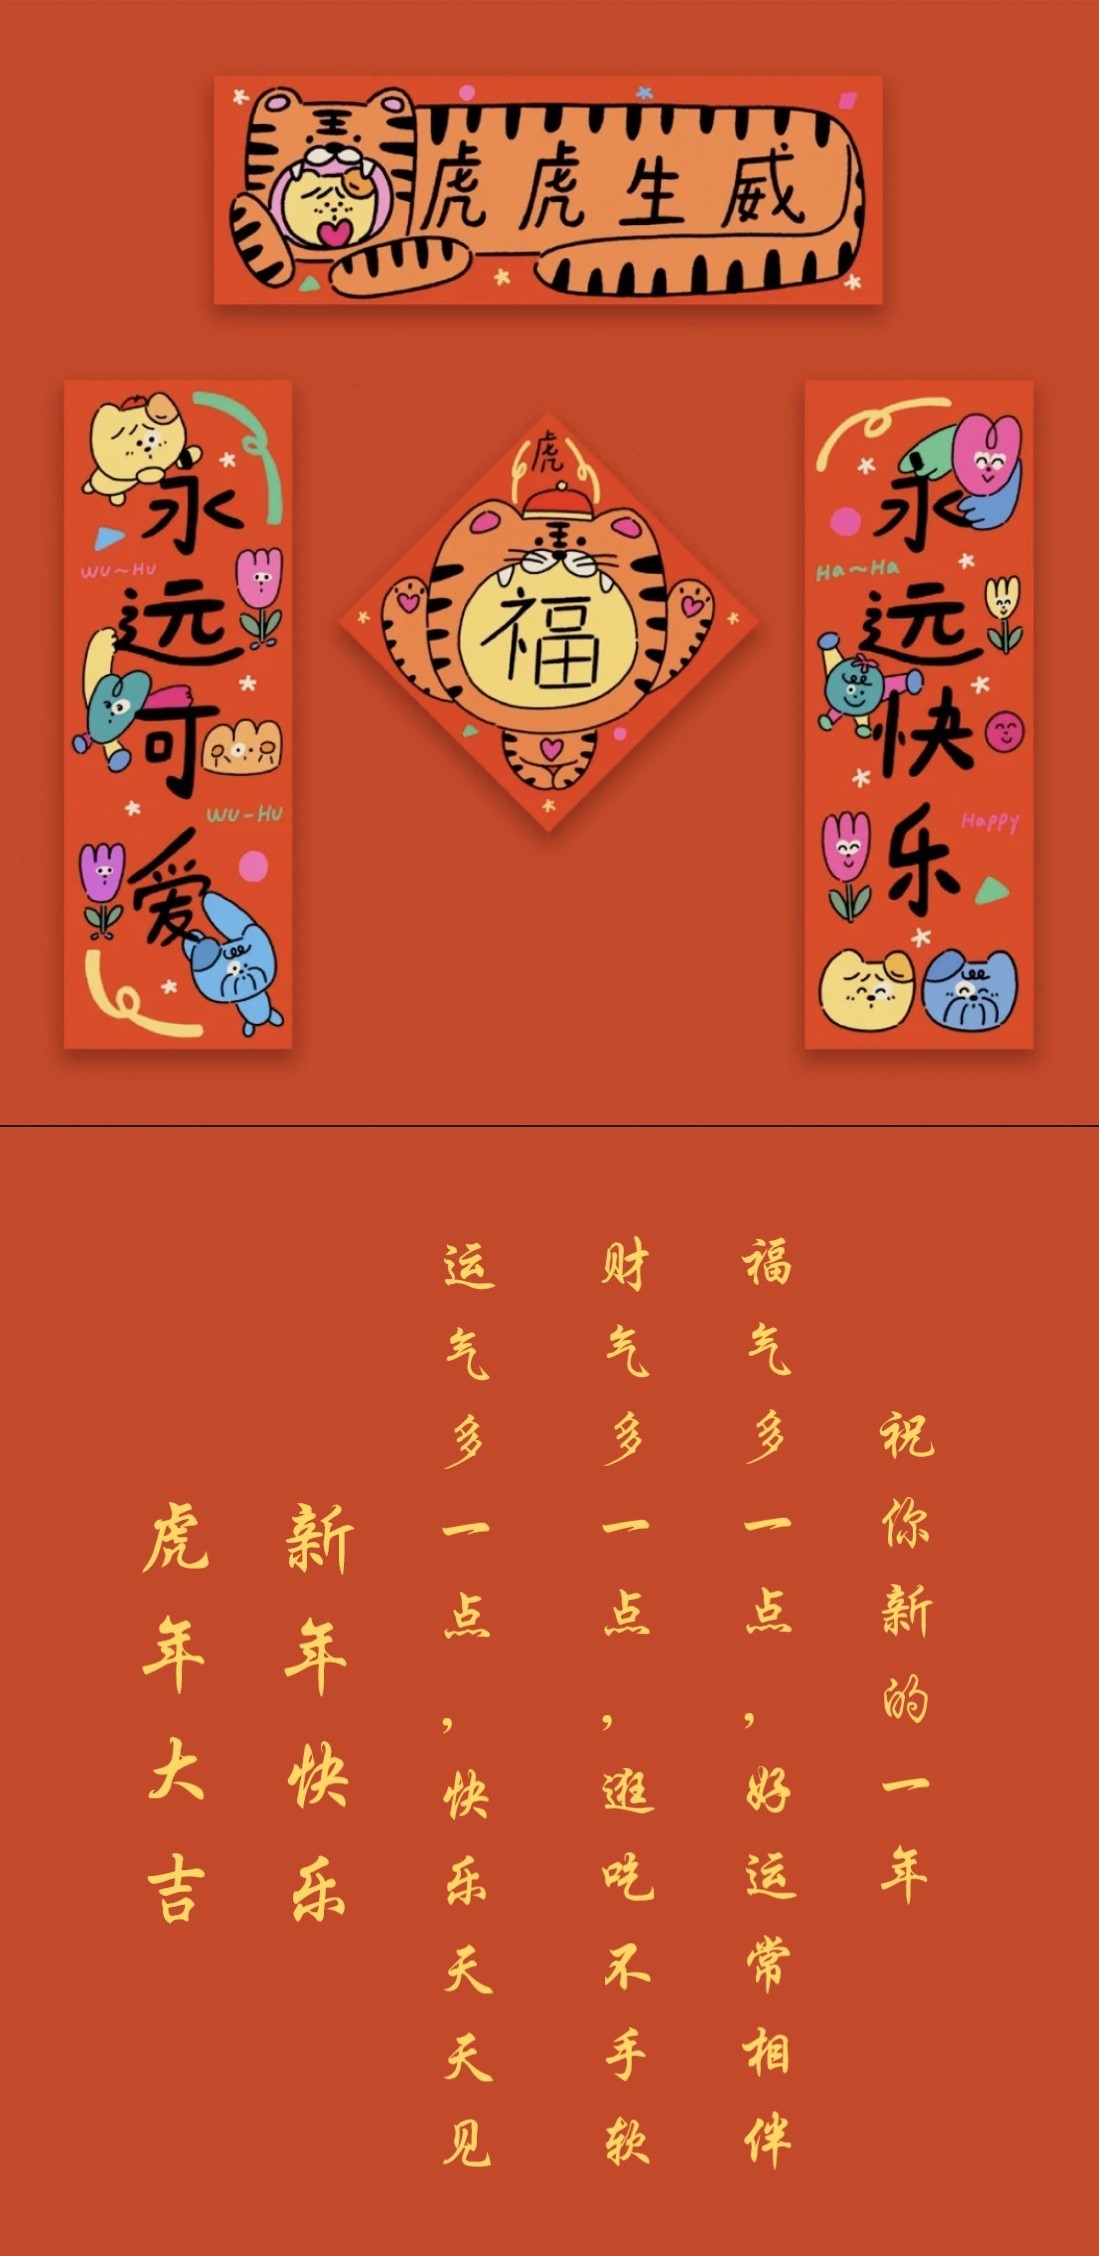 虎虎生威
永远快乐
Ha~Ha
Happy
虎
福
永远可爱
Wu~Hu
Wu-Hu
祝你新的一年
福气多一点，好运常相伴
财气多一点，逛吃不手软
运气多一点，快乐天天见
新年快乐
虎年大吉